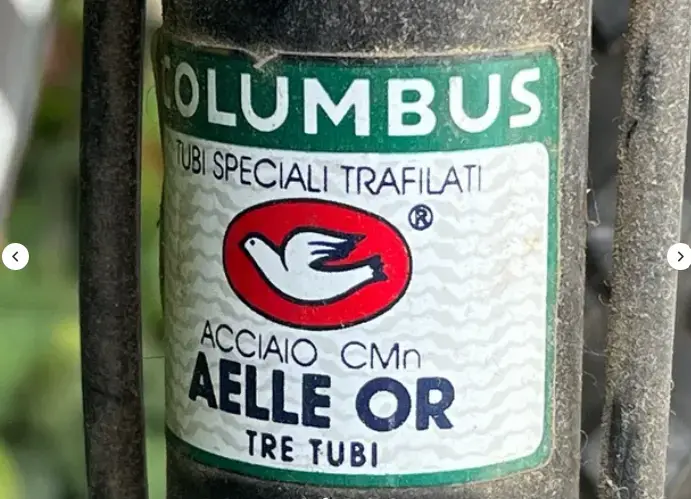 COLUMBUS
TUBI SPECIALI TRAFILATI
®
ACCIAIO CMn
AELLE OR
TRE TUBI